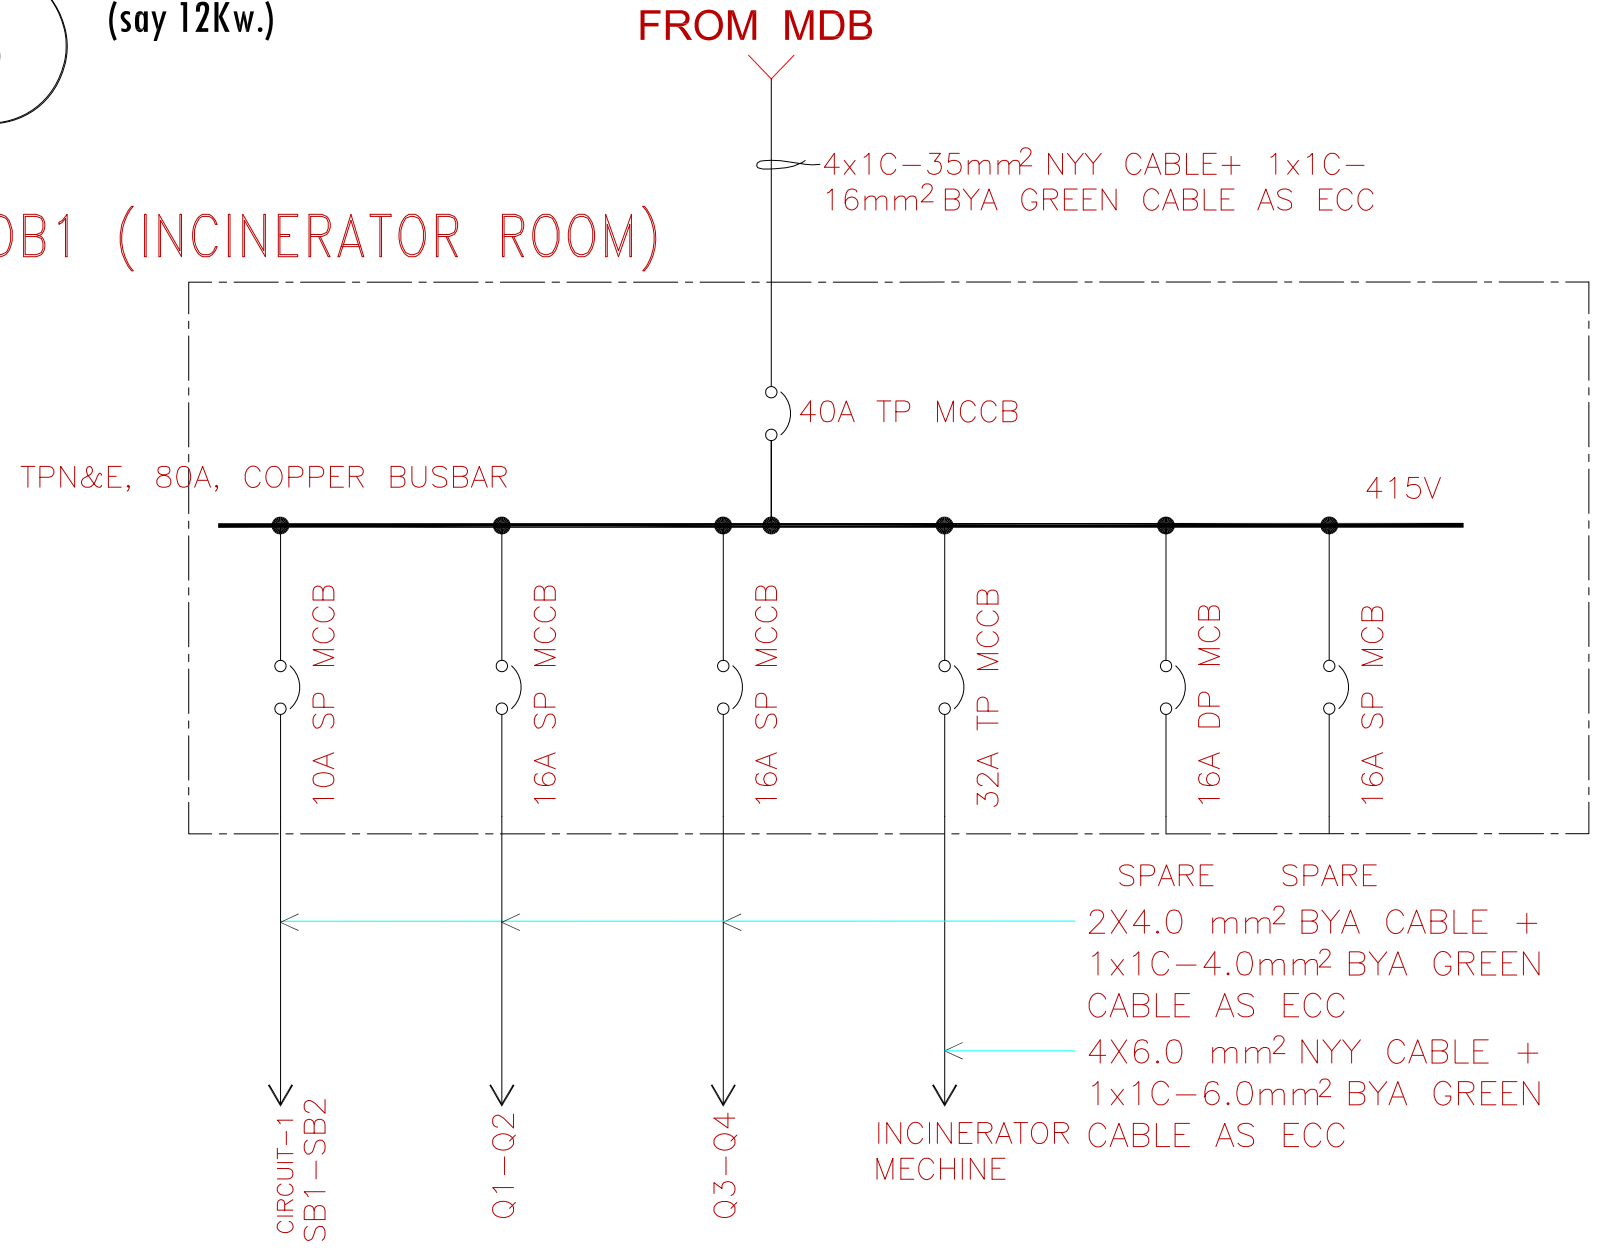 (say 12Kw.)
FROM MDB
4x1C-35mm² NYY CABLE+ 1x1C-
16mm² BYA GREEN CABLE AS ECC
DB1 (INCINERATOR ROOM)
40A TP MCCB
TPN&E, 80A, COPPER BUSBAR
415V
10A SP MCCB
16A SP MCCB
16A SP MCCB
32A TP MCCB
16A DP MCB
16A SP MCB
SPARE
SPARE
2X4.0 mm² BYA CABLE +
1x1C-4.0mm² BYA GREEN
CABLE AS ECC
4X6.0 mm² NYY CABLE +
1x1C-6.0mm² BYA GREEN
CABLE AS ECC
CIRCUIT-1
SB1-SB2
Q1-Q2
Q3-Q4
INCINERATOR
MECHINE